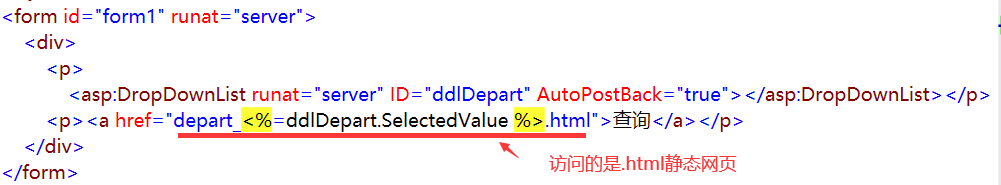 <form id="form1" runat="server">
<div>
<p>
<asp:DropDownList runat="server" ID="ddlDepart" AutoPostBack="true"></asp:DropDownList></p>
<p><a href="depart_<%=ddlDepart.SelectedValue %>.html">查询</a></p>
</div>
</form>
访问的是.html静态网页